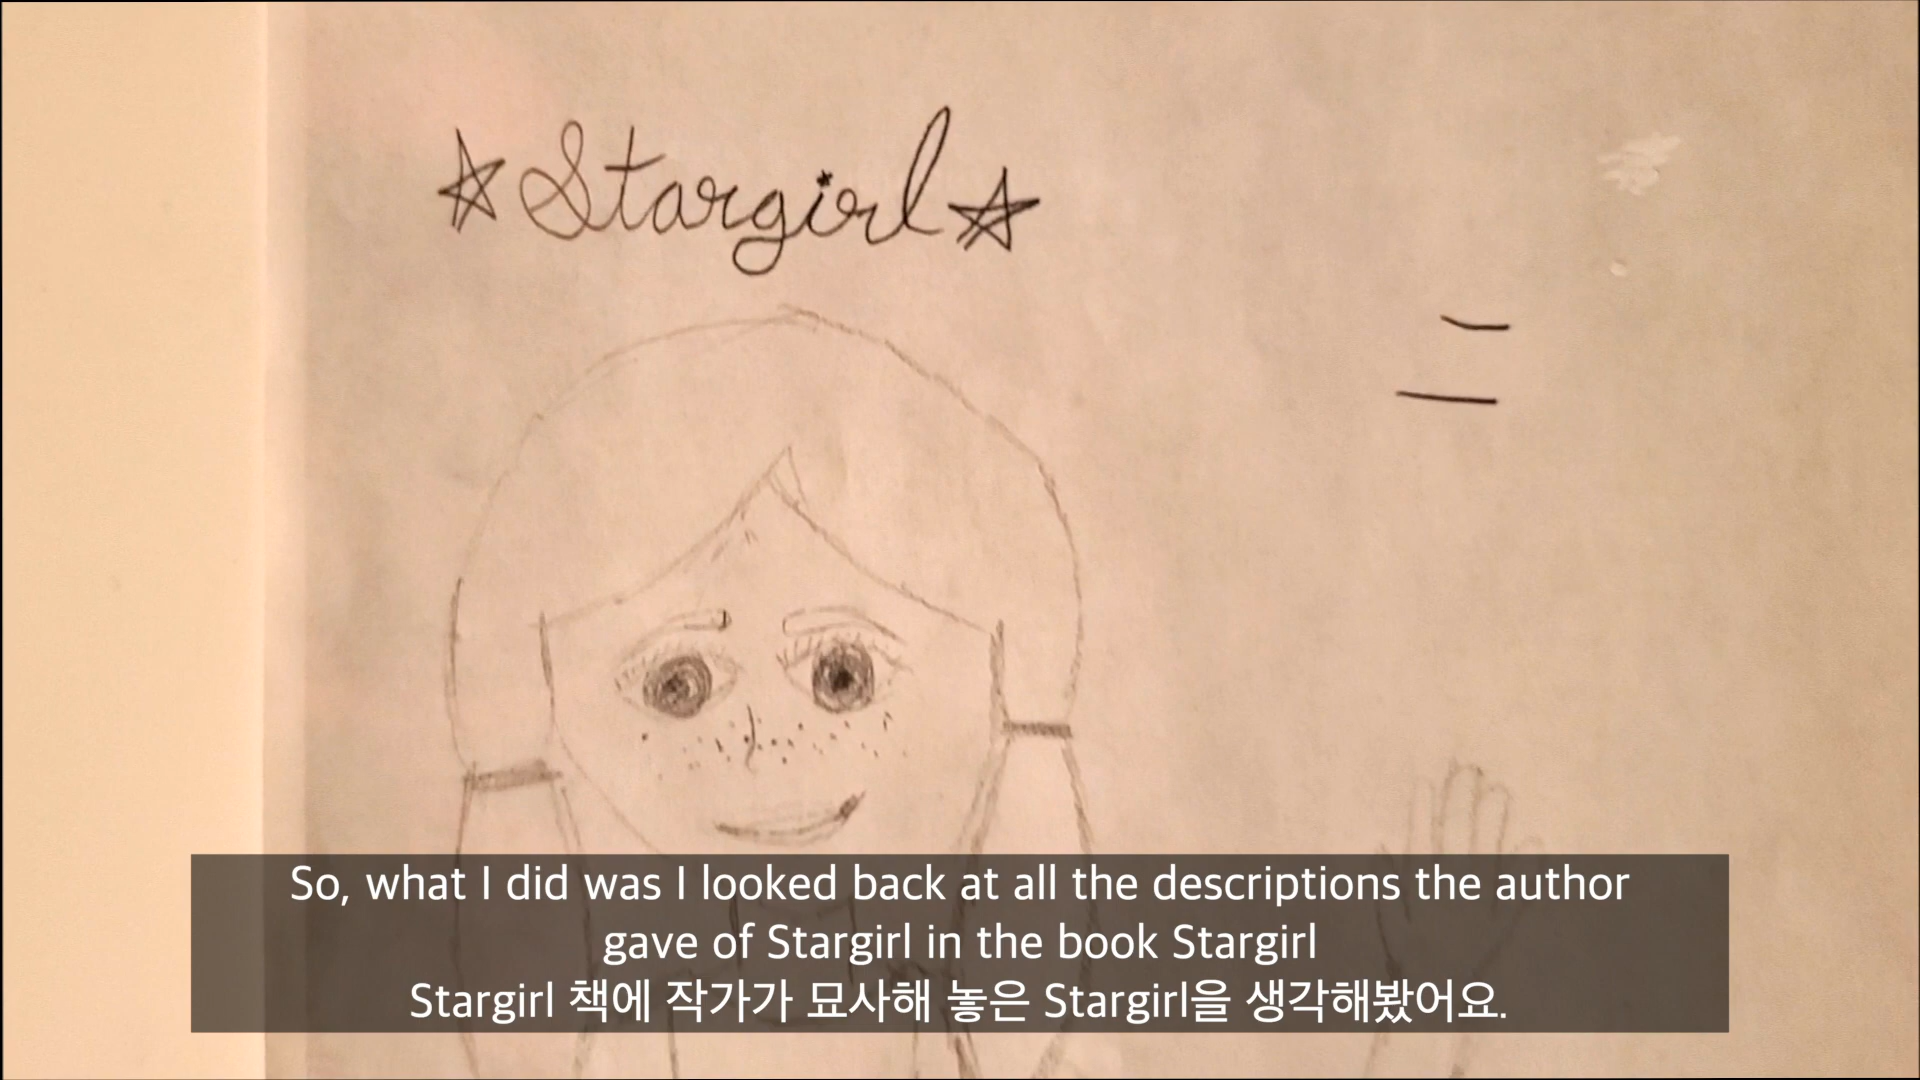 ☆Stargirl☆
So, what I did was I looked back at all the descriptions the author
gave of Stargirl in the book Stargirl
Stargirl 책에 작가가 묘사해 놓은 Stargirl을 생각해봤어요.